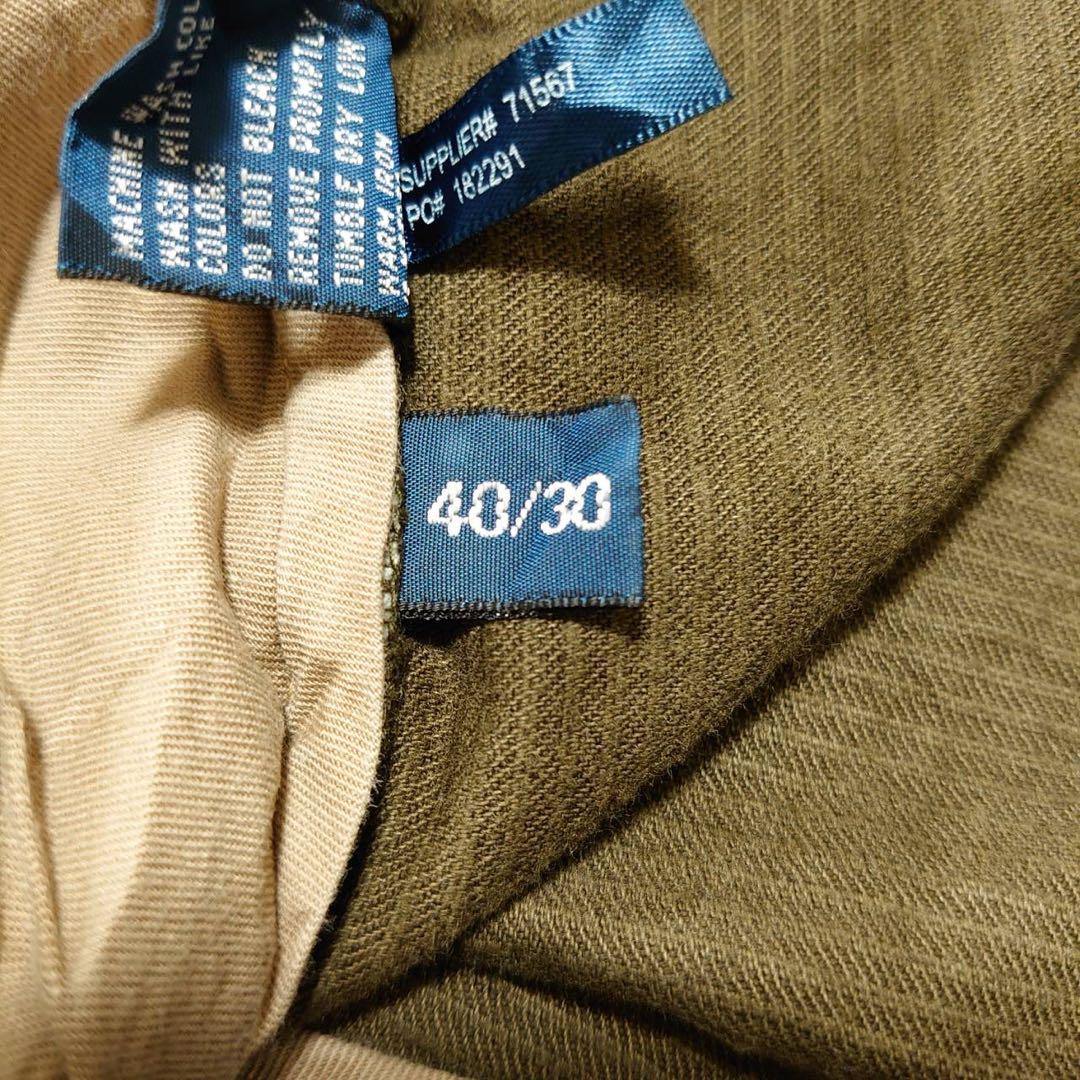 MACHINE WASH COL
WASH WITH LIKE
COLORS
DO NOT BLEACH
REMOVE PROMPTLY
TUMBLE DRY LOW
WARM IRON
SUPPLIER# 71567
PO# 182291
40/30